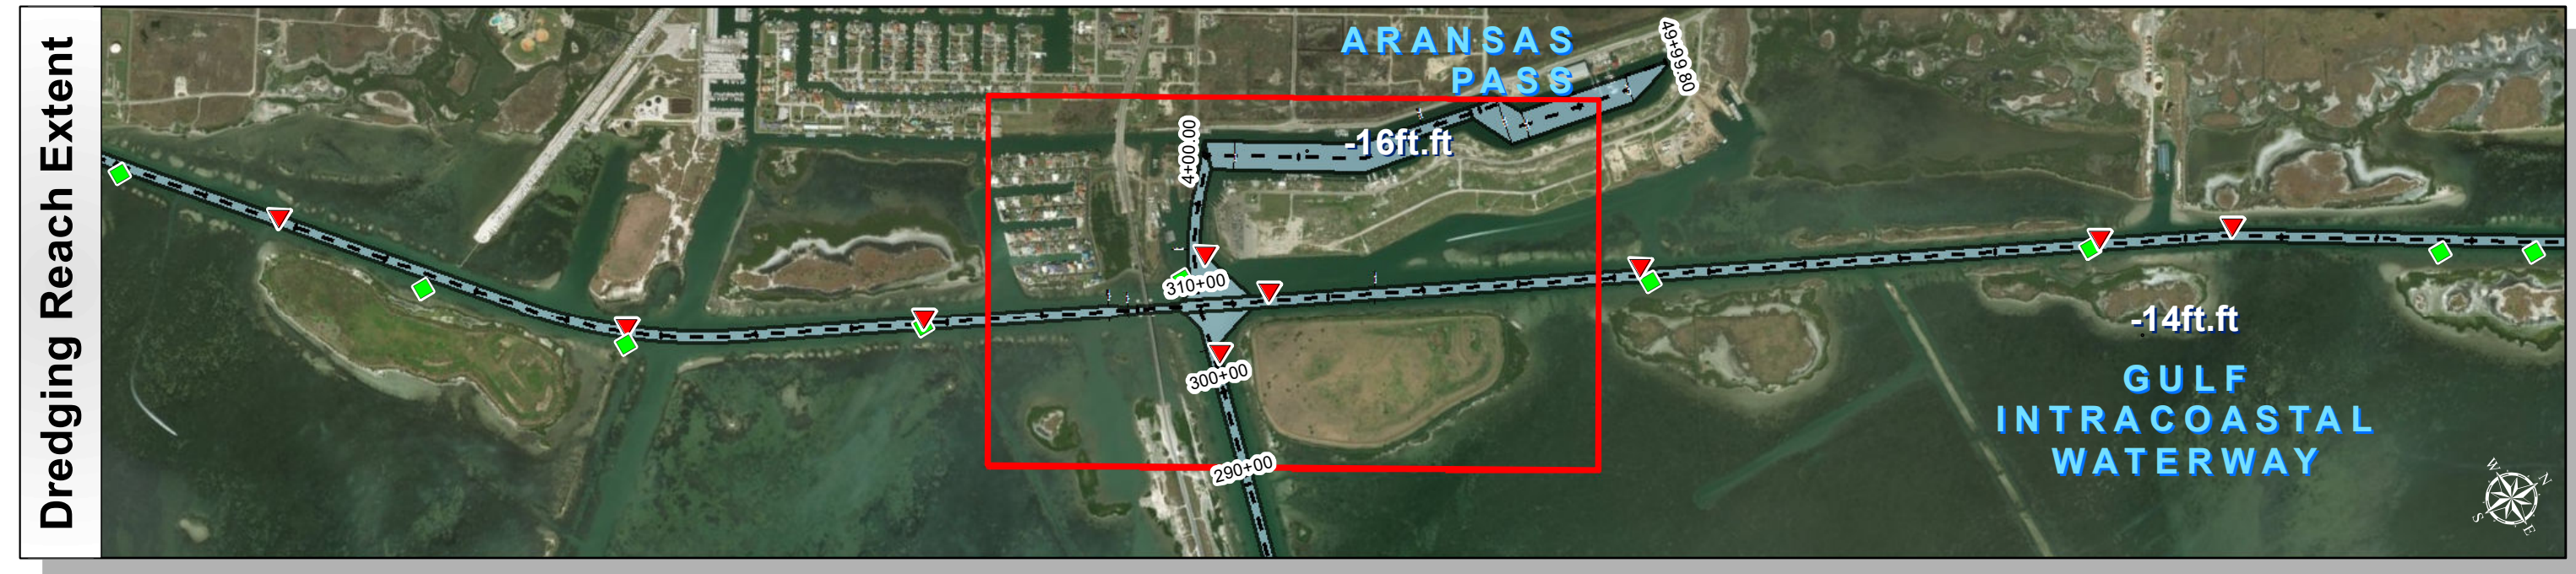 Dredging Reach Extent
ARANSAS
PASS
49+99.80
4+00.00
-16ft.ft
310+00
300+00
290+00
-14ft.ft
GULF
INTRACOASTAL
WATERWAY
W
N
S
E